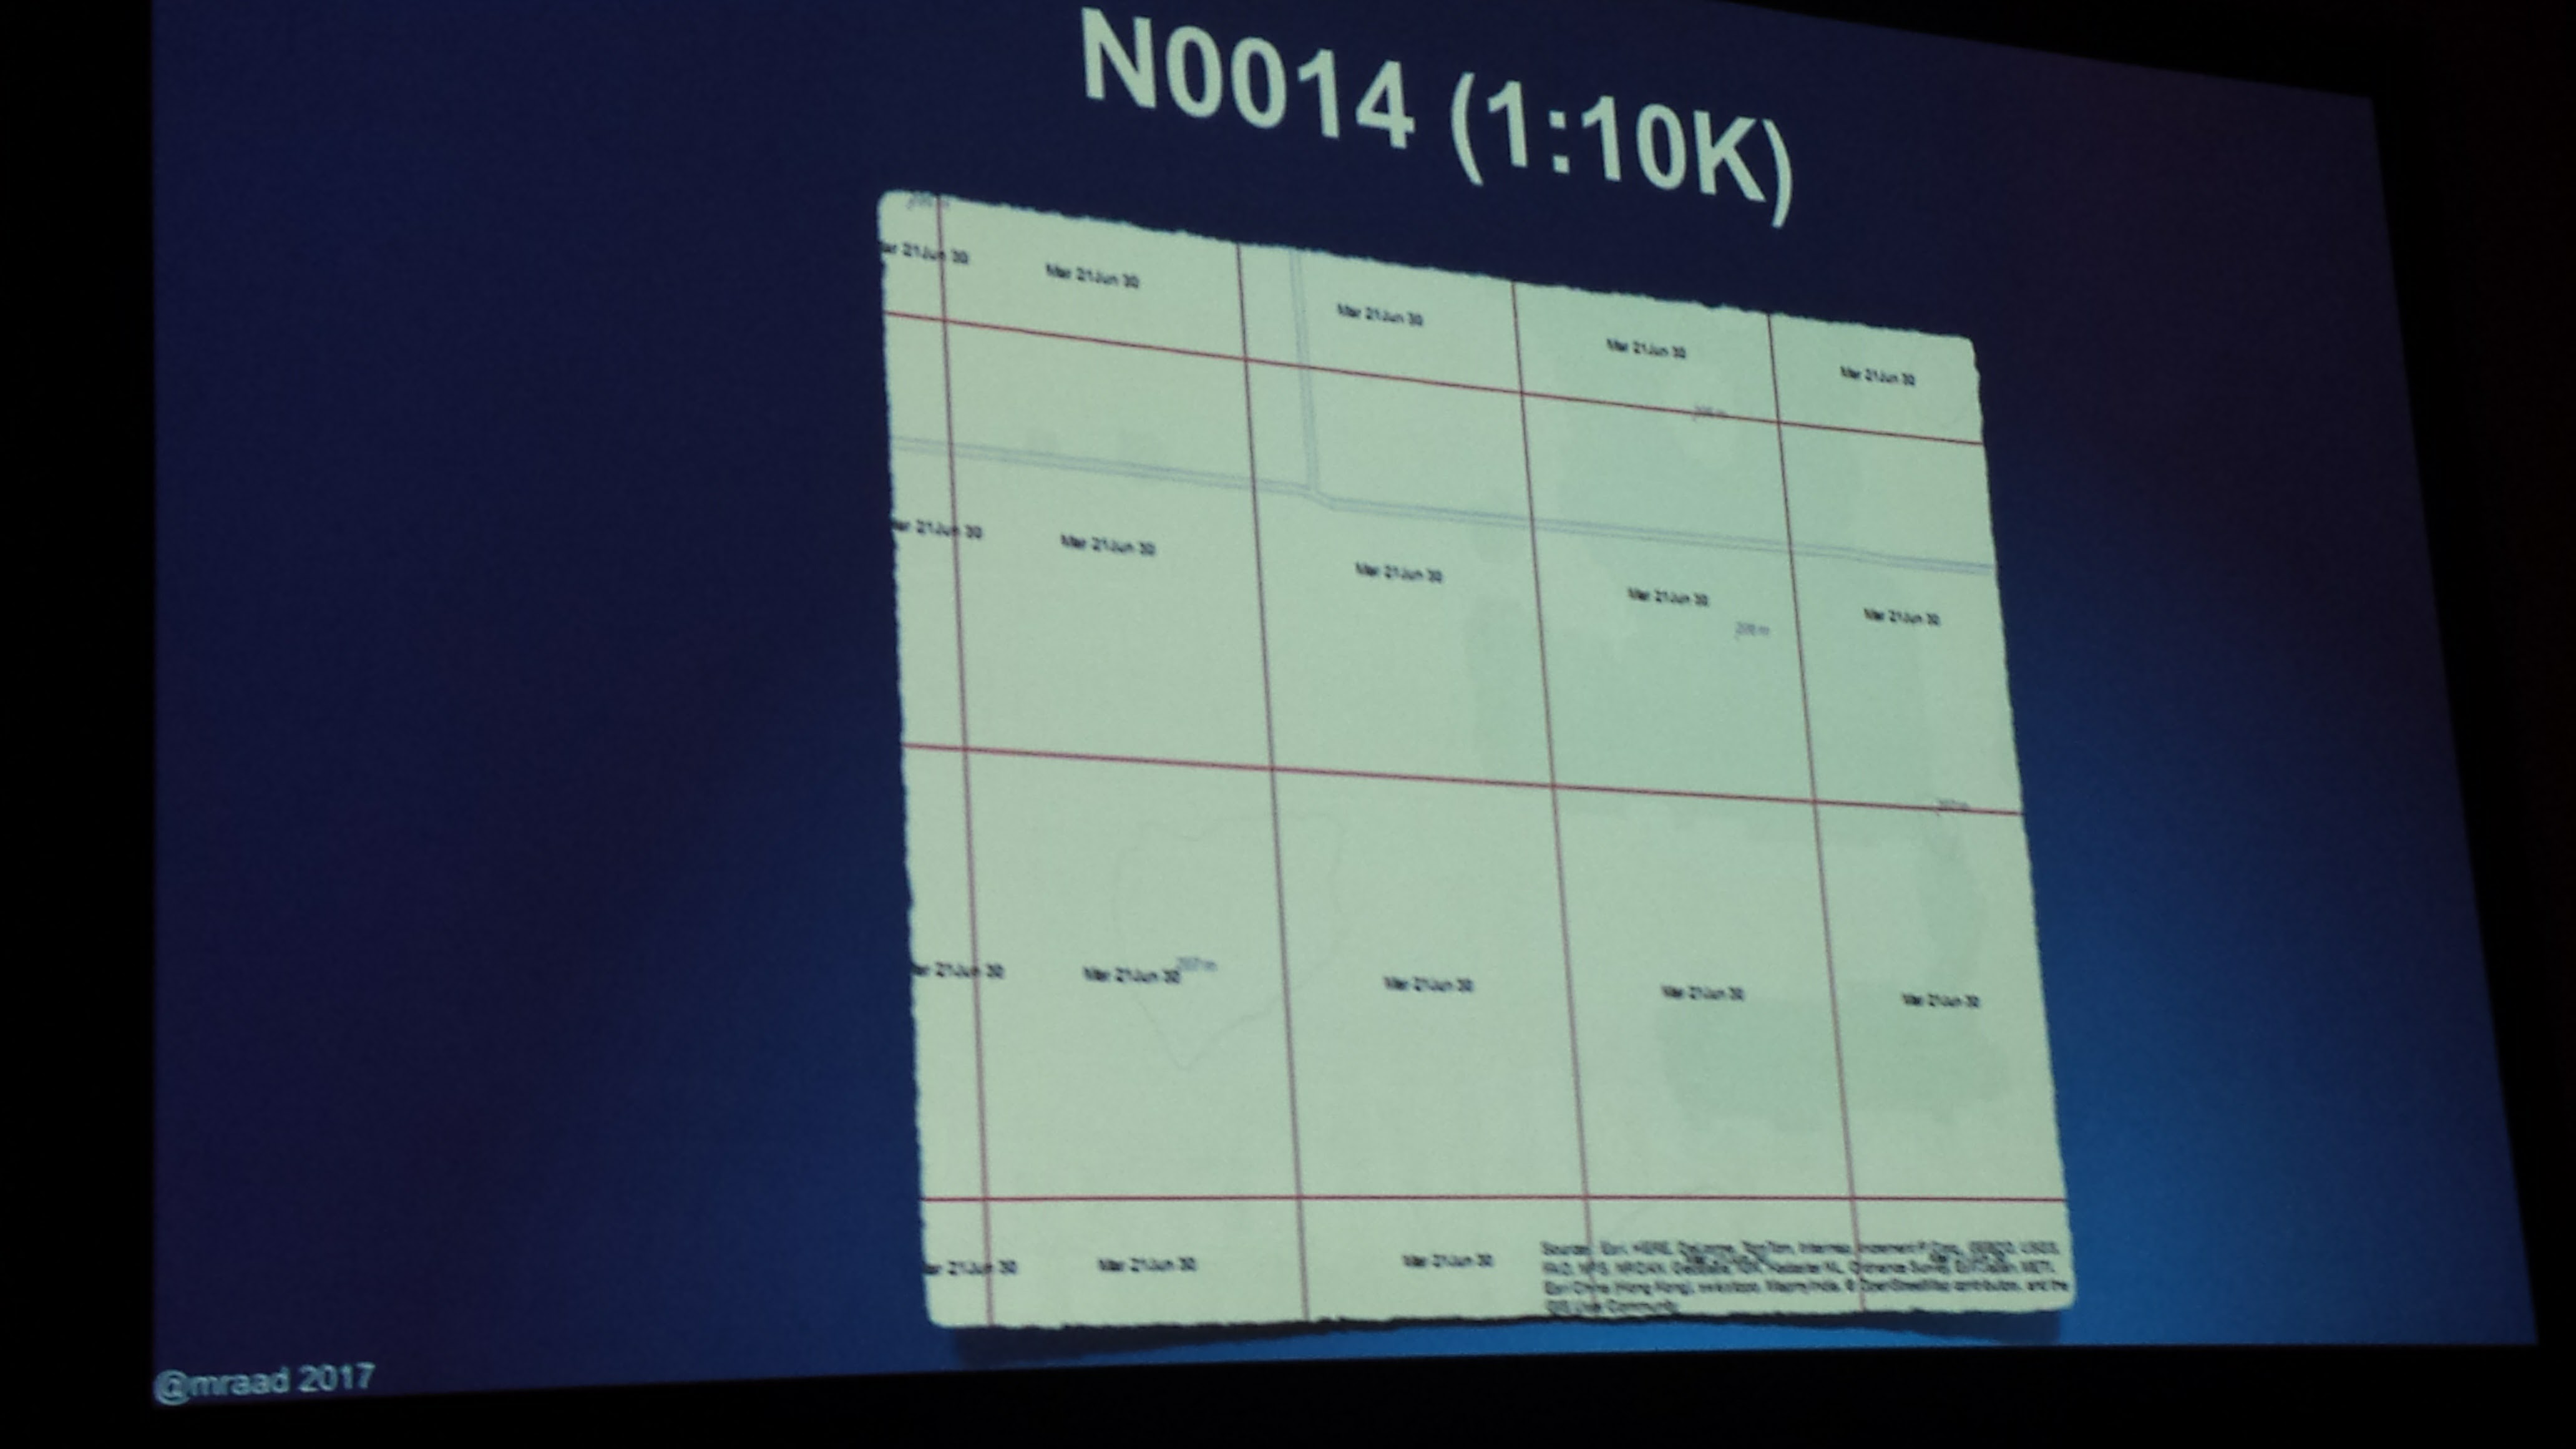 N0014 (1:10K)
ar 21Jun 30
Mar 21Jun 30
Mar 21Jun 30
Mar 21Jun 30
Mar 21Jun 30
ar 21Jun 30
Mar 21Jun 30
Mar 21Jun 30
Mar 21Jun 30
Mar 21Jun 30
ar 21Jun 30
Mar 21Jun 30
Mar 21Jun 30
Mar 21Jun 30
Mar 21Jun 30
ar 21Jun 30
Mar 21Jun 30
Mar 21Jun 30
Sources: Esri, HERE, DeLorme, TomTom, Intermap, increment P Corp., GEBCO, USGS,
FAO, NPS, NRCAN, GeoBase, IGN, Kadaster NL, Ordnance Survey, Esri Japan, METI,
Esri China (Hong Kong), swisstopo, MapmyIndia, © OpenStreetMap contributors, and the
GIS User Community
@mraad 2017